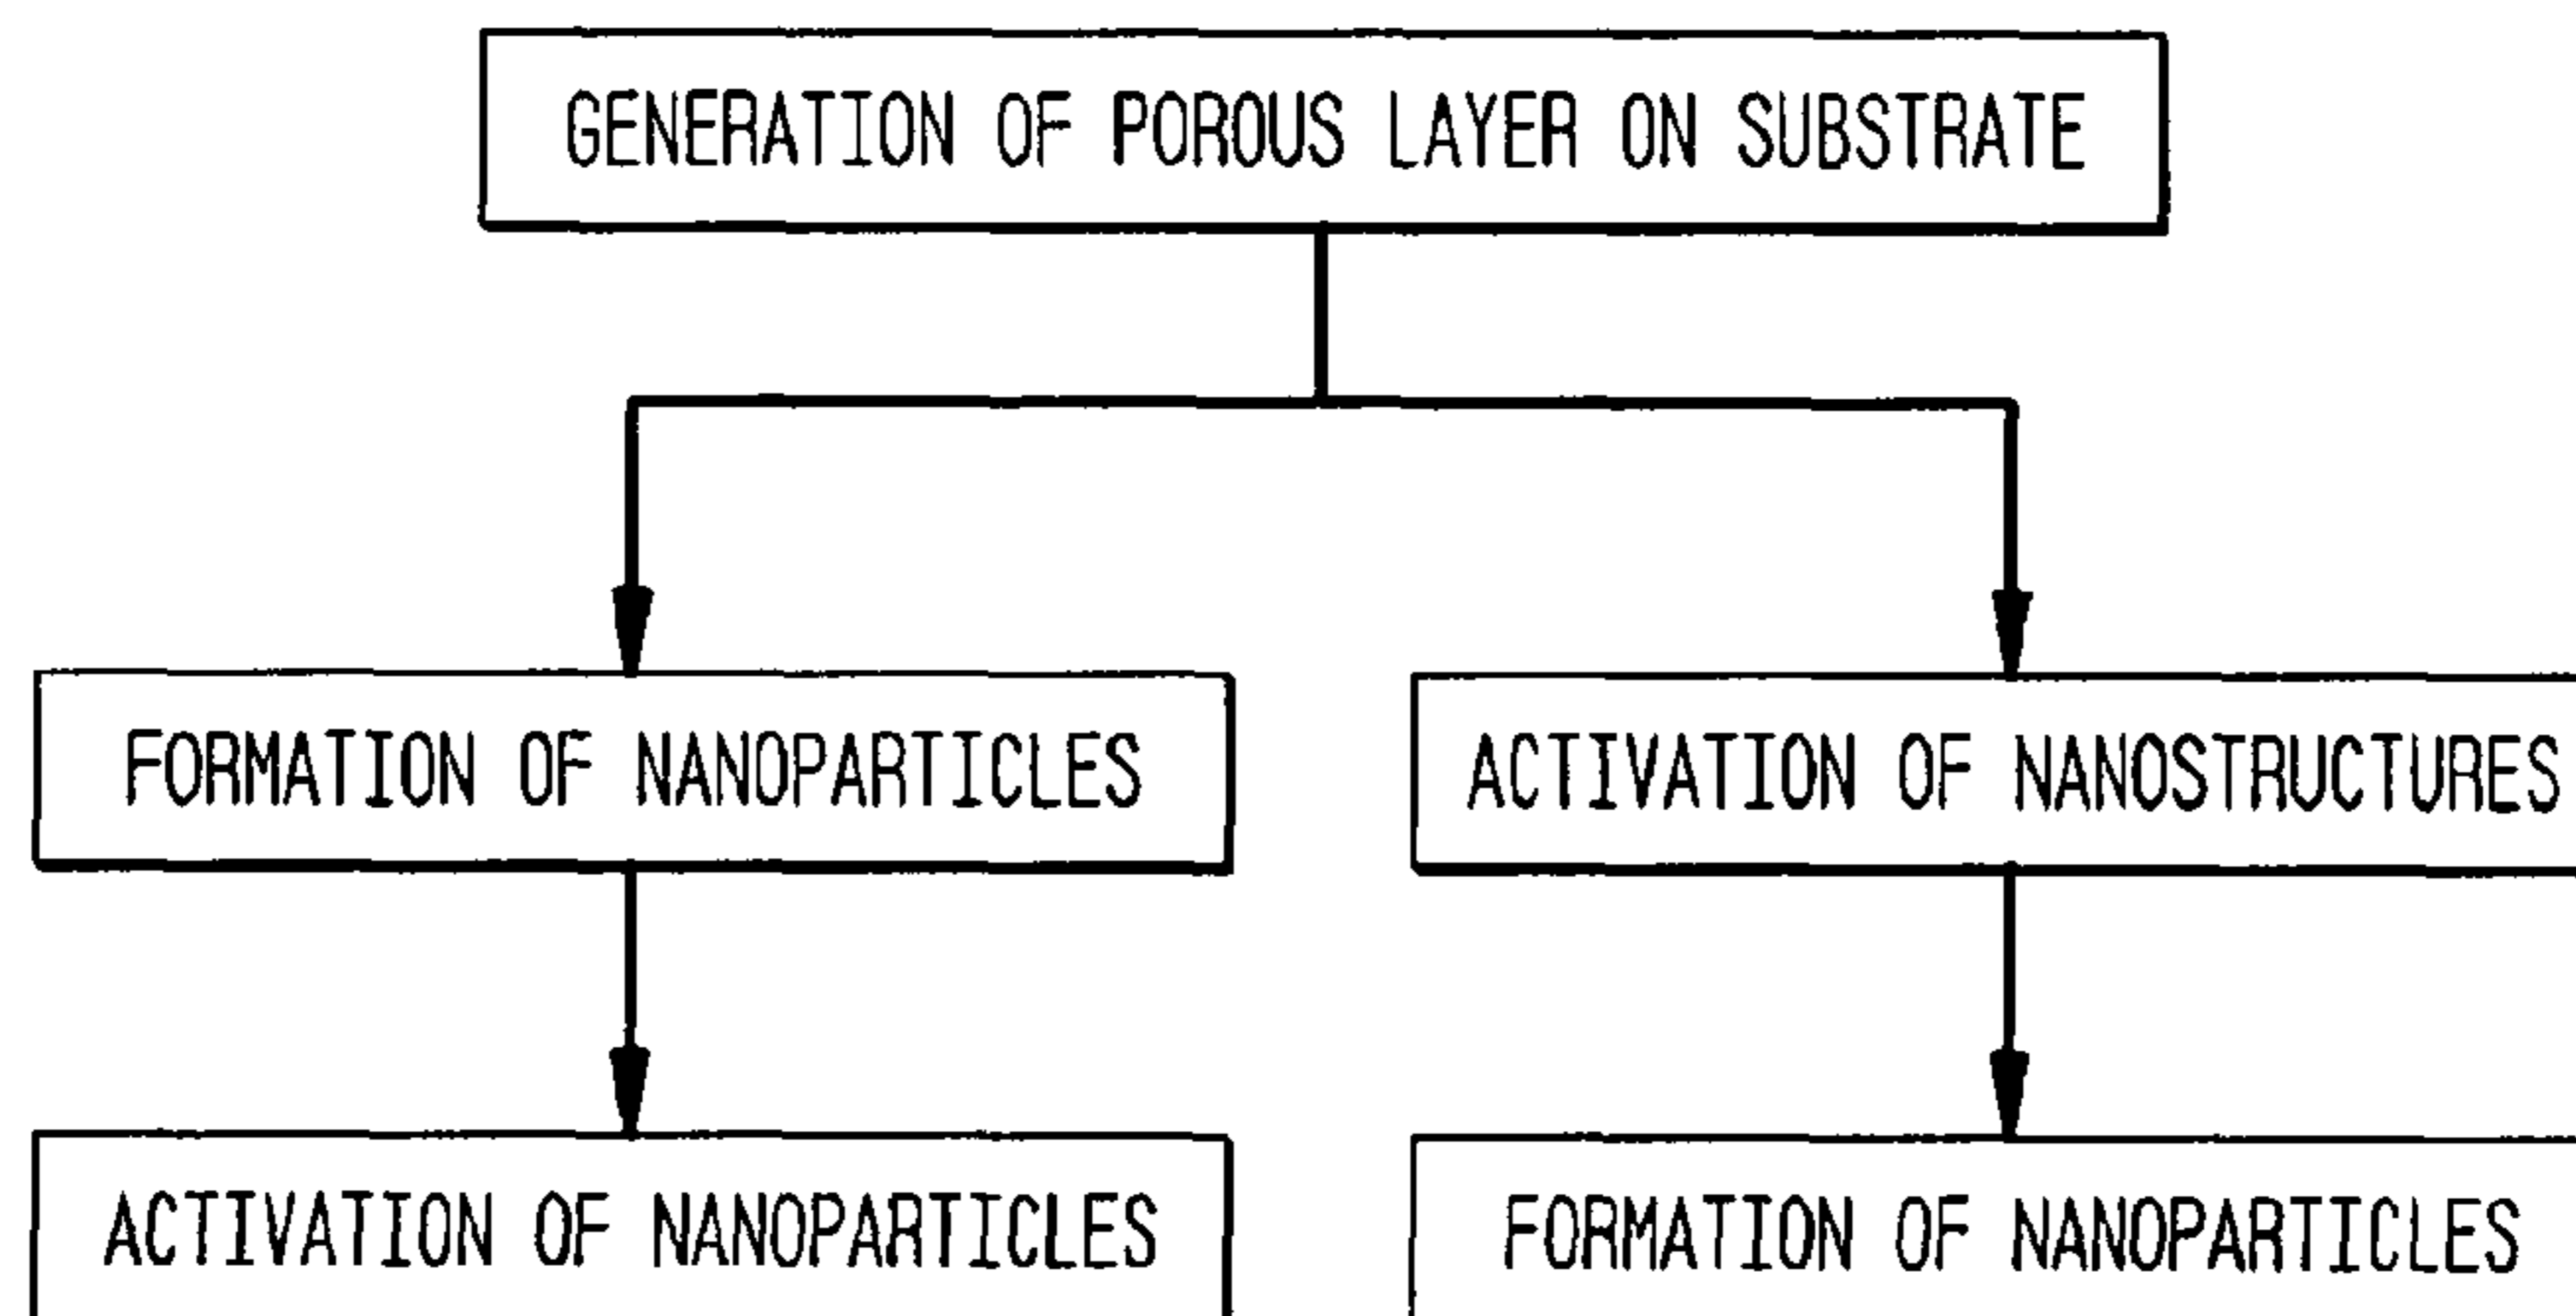 GENERATION OF POROUS LAYER ON SUBSTRATE
FORMATION OF NANOPARTICLES
ACTIVATION OF NANOSTRUCTURES
ACTIVATION OF NANOPARTICLES
FORMATION OF NANOPARTICLES